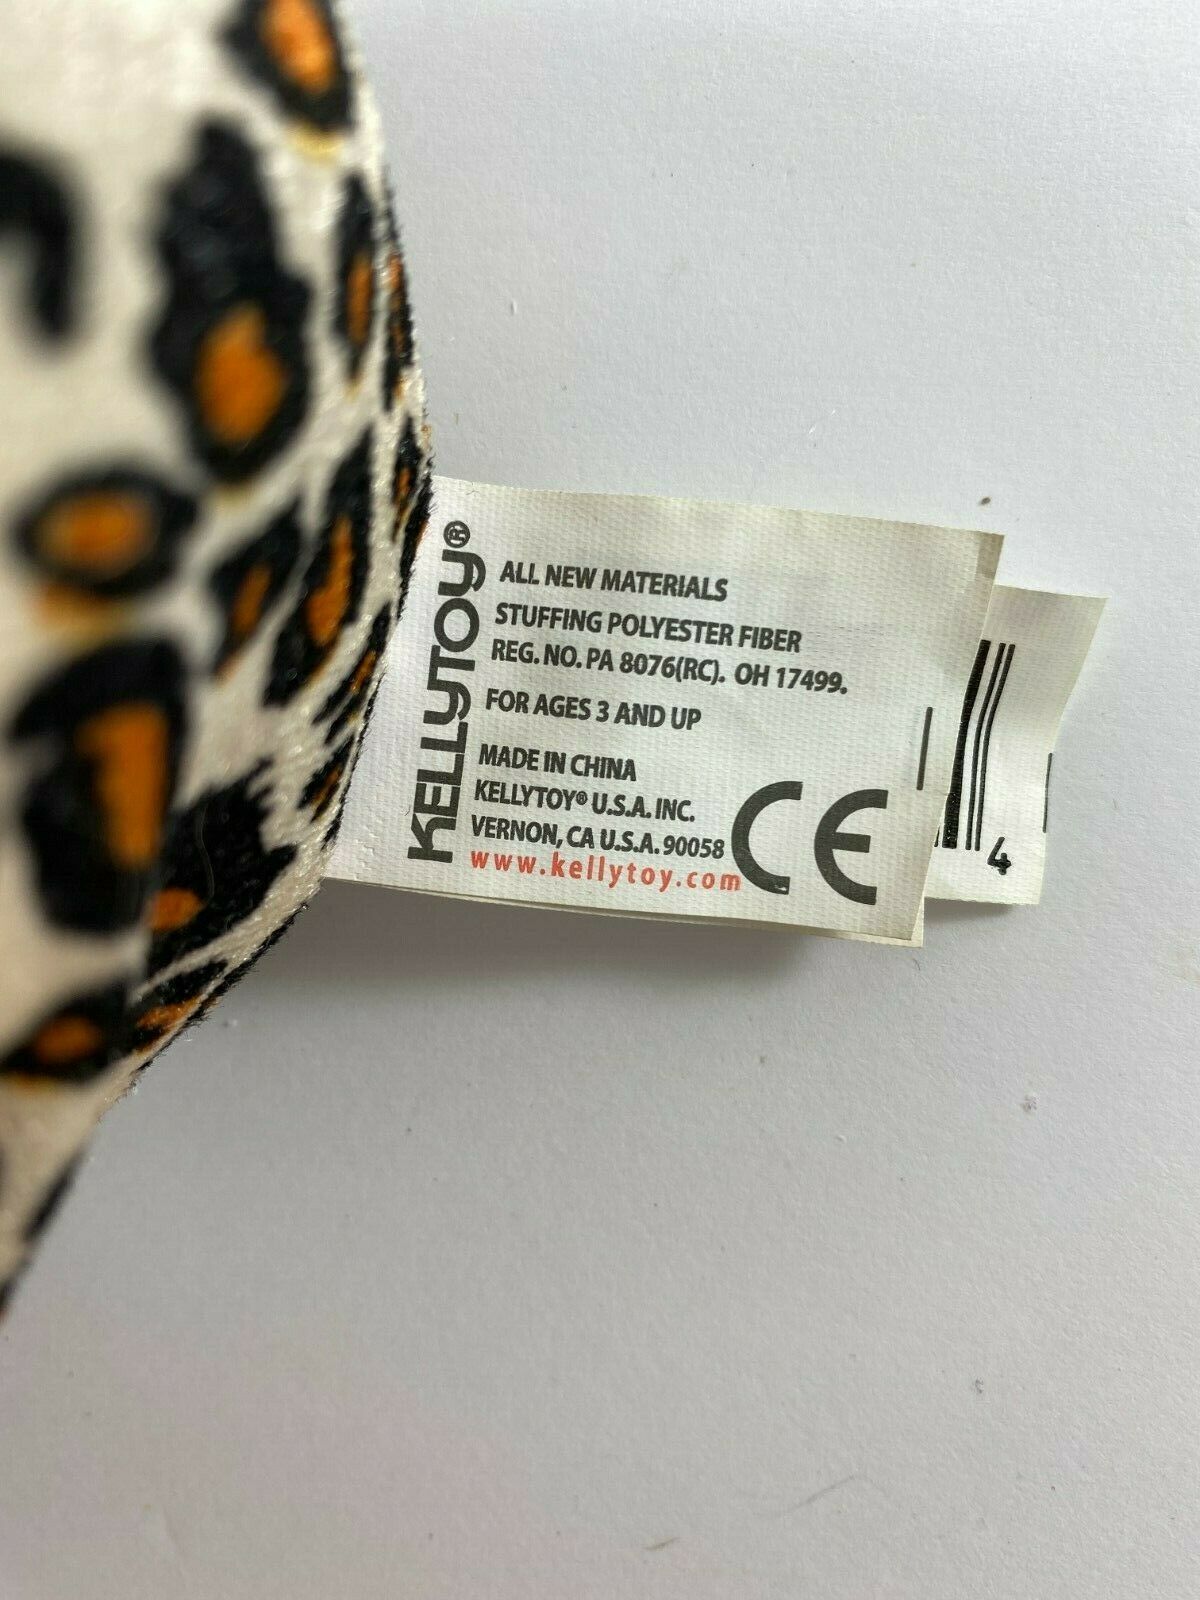 KELLYTOY®
ALL NEW MATERIALS
STUFFING POLYESTER FIBER
REG. NO. PA 8076(RC). OH 17499.
FOR AGES 3 AND UP
MADE IN CHINA
KELLYTOY® U.S.A. INC.
VERNON, CA U.S.A. 90058
www.kellytoy.com
CE
4